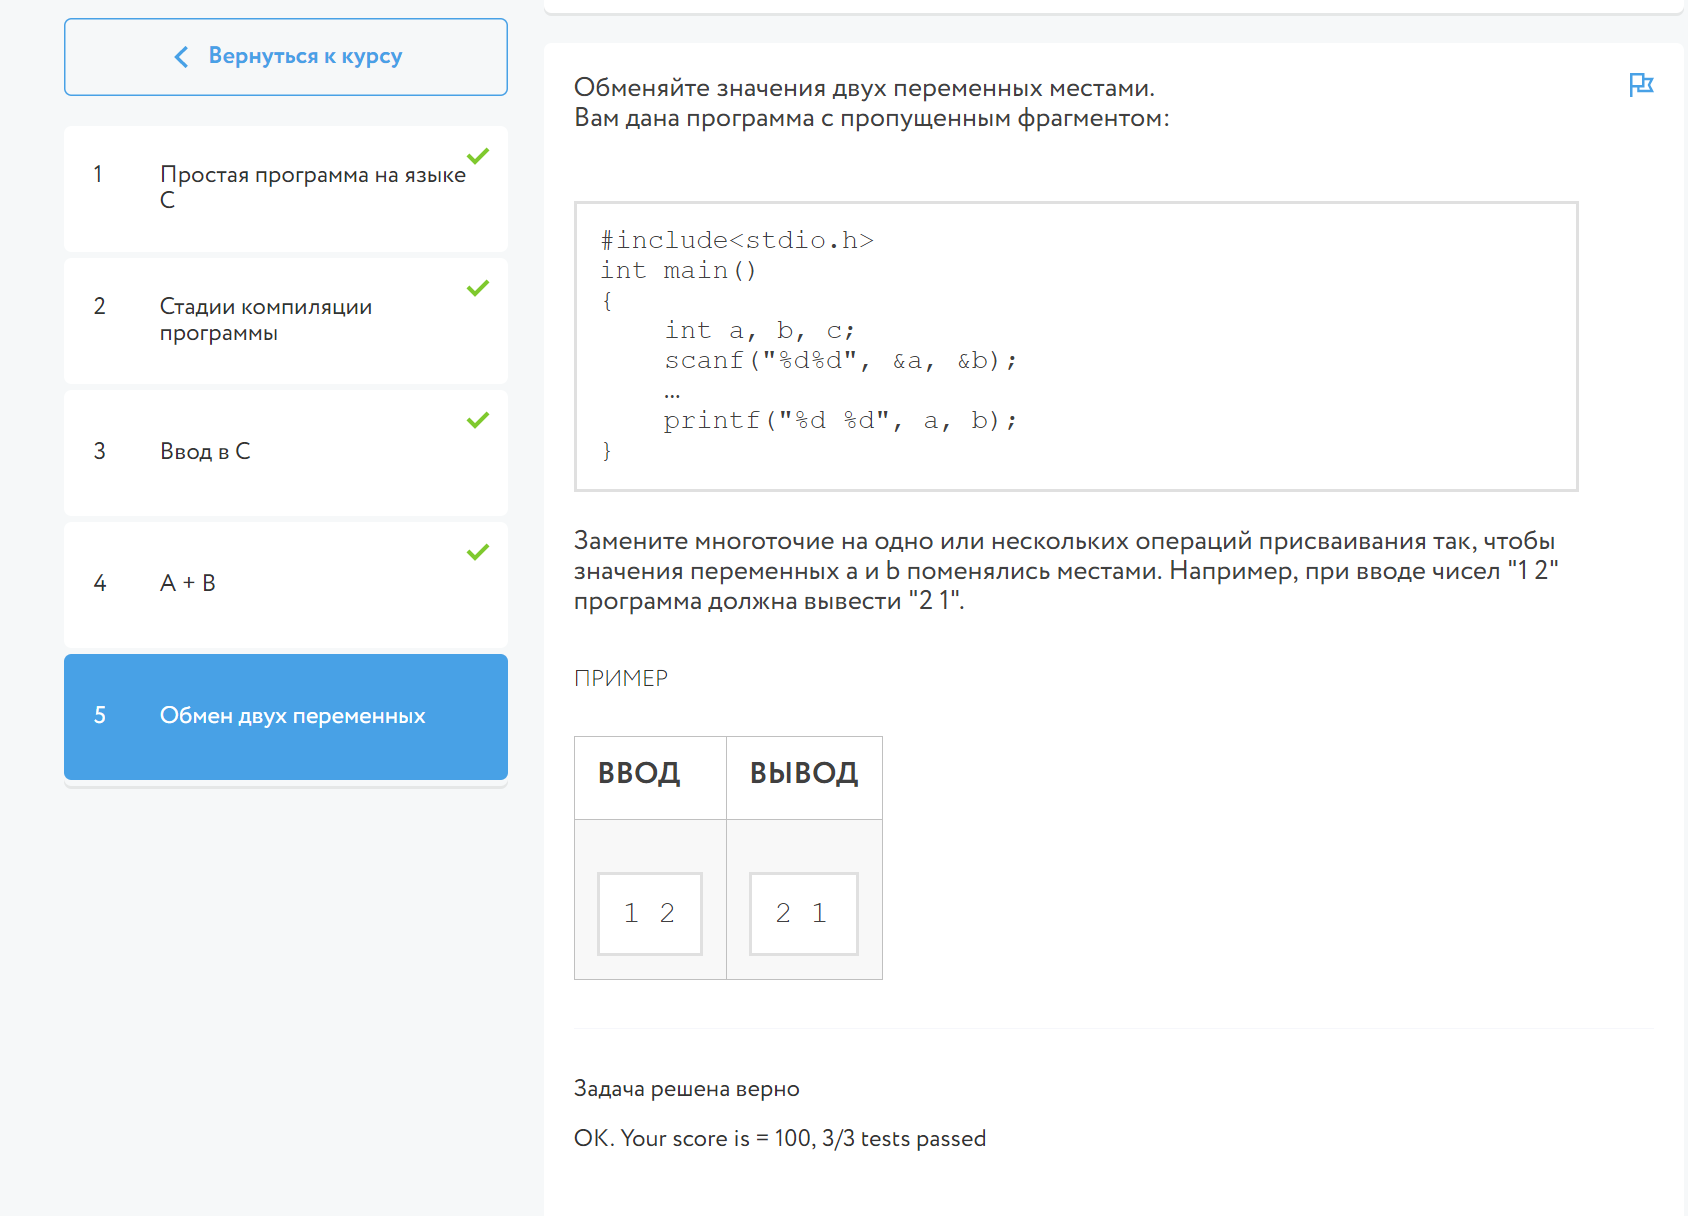 Вернуться к курсу
1
Простая программа на языке
С
2
Стадии компиляции
программы
3
Ввод в С
4
A + B
5
Обмен двух переменных
Обменяйте значения двух переменных местами.
Вам дана программа с пропущенным фрагментом:
#include<stdio.h>
int main()
{
    int a, b, c;
    scanf("%d%d", &a, &b);
    …
    printf("%d %d", a, b);
}
Замените многоточие на одно или нескольких операций присваивания так, чтобы
значения переменных a и b поменялись местами. Например, при вводе чисел "1 2"
программа должна вывести "2 1".
ПРИМЕР
ВВОД ВЫВОД
1 2 2 1
Задача решена верно
OK. Your score is = 100, 3/3 tests passed